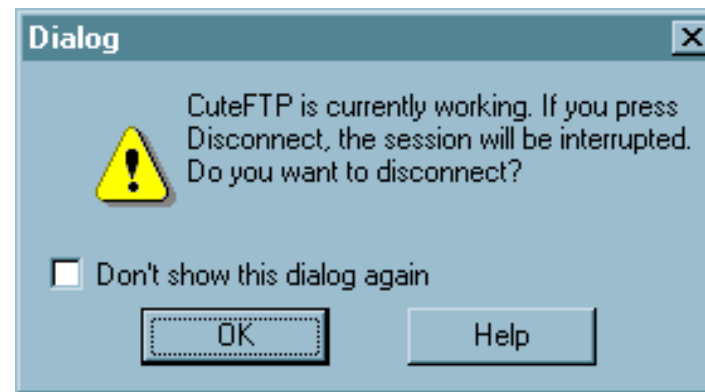 Dialog
CuteFTP is currently working. If you press
Disconnect, the session will be interrupted.
Do you want to disconnect?
Don't show this dialog again
OK
Help